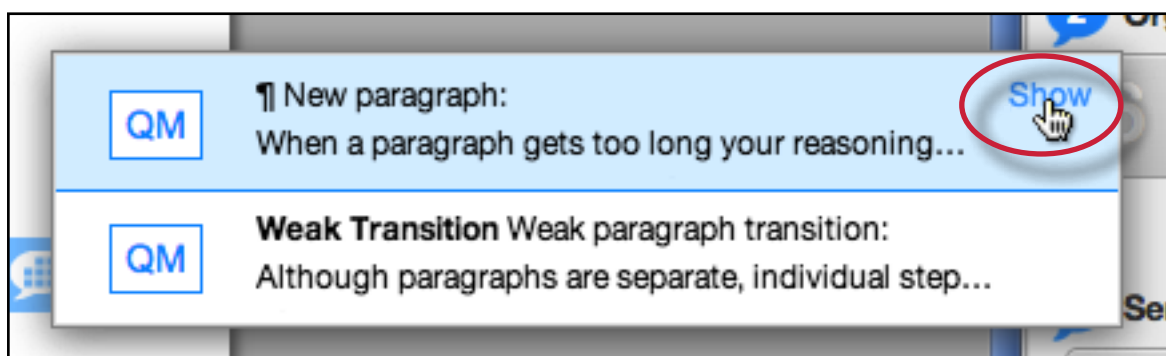 2
QM
¶ New paragraph:
When a paragraph gets too long your reasoning...
Show
QM
Weak Transition Weak paragraph transition:
Although paragraphs are separate, individual step...